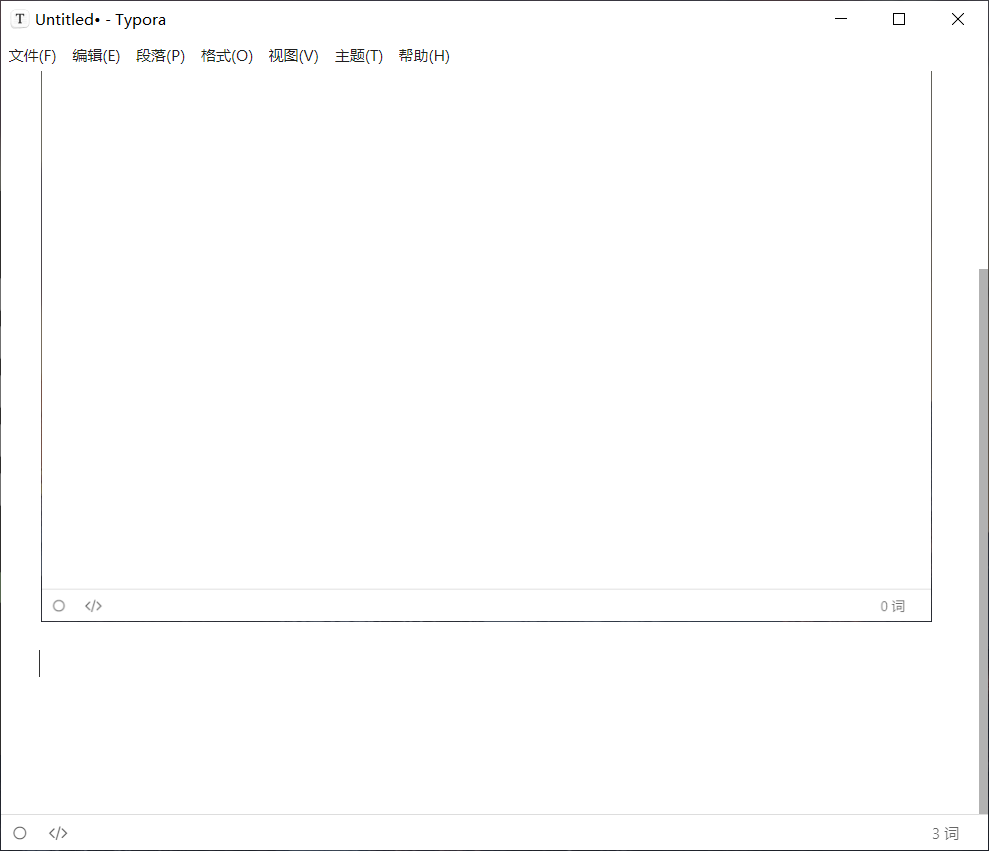 T Untitled• - Typora
文件(F) 编辑(E) 段落(P) 格式(O) 视图(V) 主题(T) 帮助(H)
</> 0 词
</> 3 词